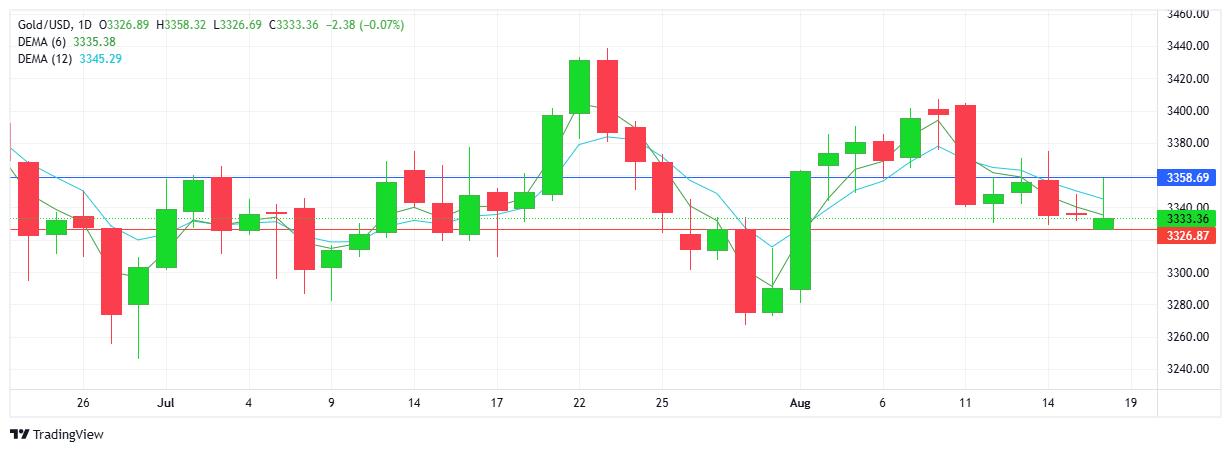 Gold/USD, 1D O3326.89 H3358.32 L3326.69 C3333.36 −2.38 (−0.07%)
DEMA (6) 3335.38
DEMA (12) 3345.29
3460.00
3440.00
3420.00
3400.00
3380.00
3358.69
3340.00
3333.36
3326.87
3300.00
3280.00
3260.00
3240.00
26 Jul 4 9 14 17 22 25 Aug 6 11 14 19
TradingView